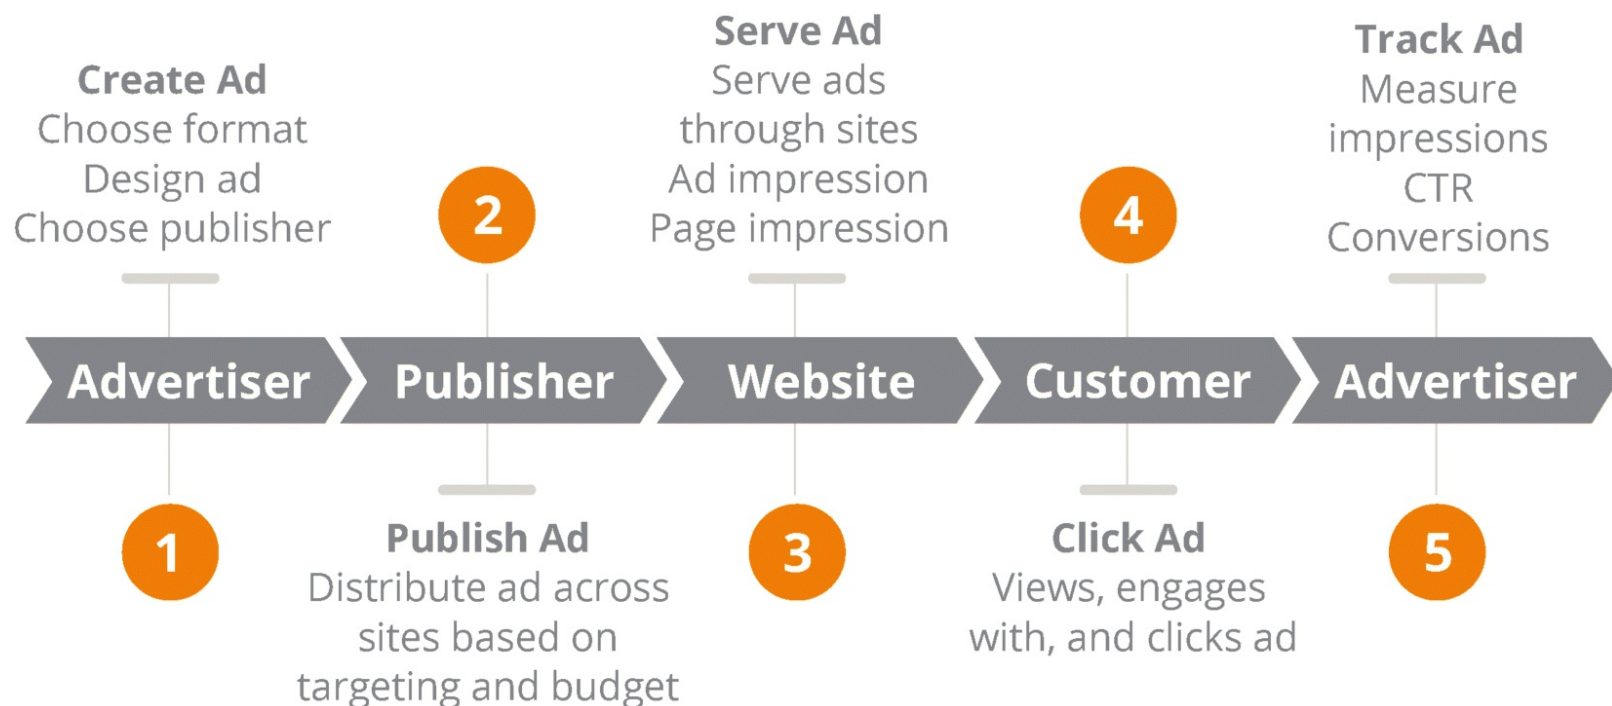 Create Ad
Choose format
Design ad
Choose publisher
Advertiser
1
2
Publisher
Publish Ad
Distribute ad across
sites based on
targeting and budget
Serve Ad
Serve ads
through sites
Ad impression
Page impression
Website
3
4
Customer
Click Ad
Views, engages
with, and clicks ad
Track Ad
Measure
impressions
CTR
Conversions
Advertiser
5